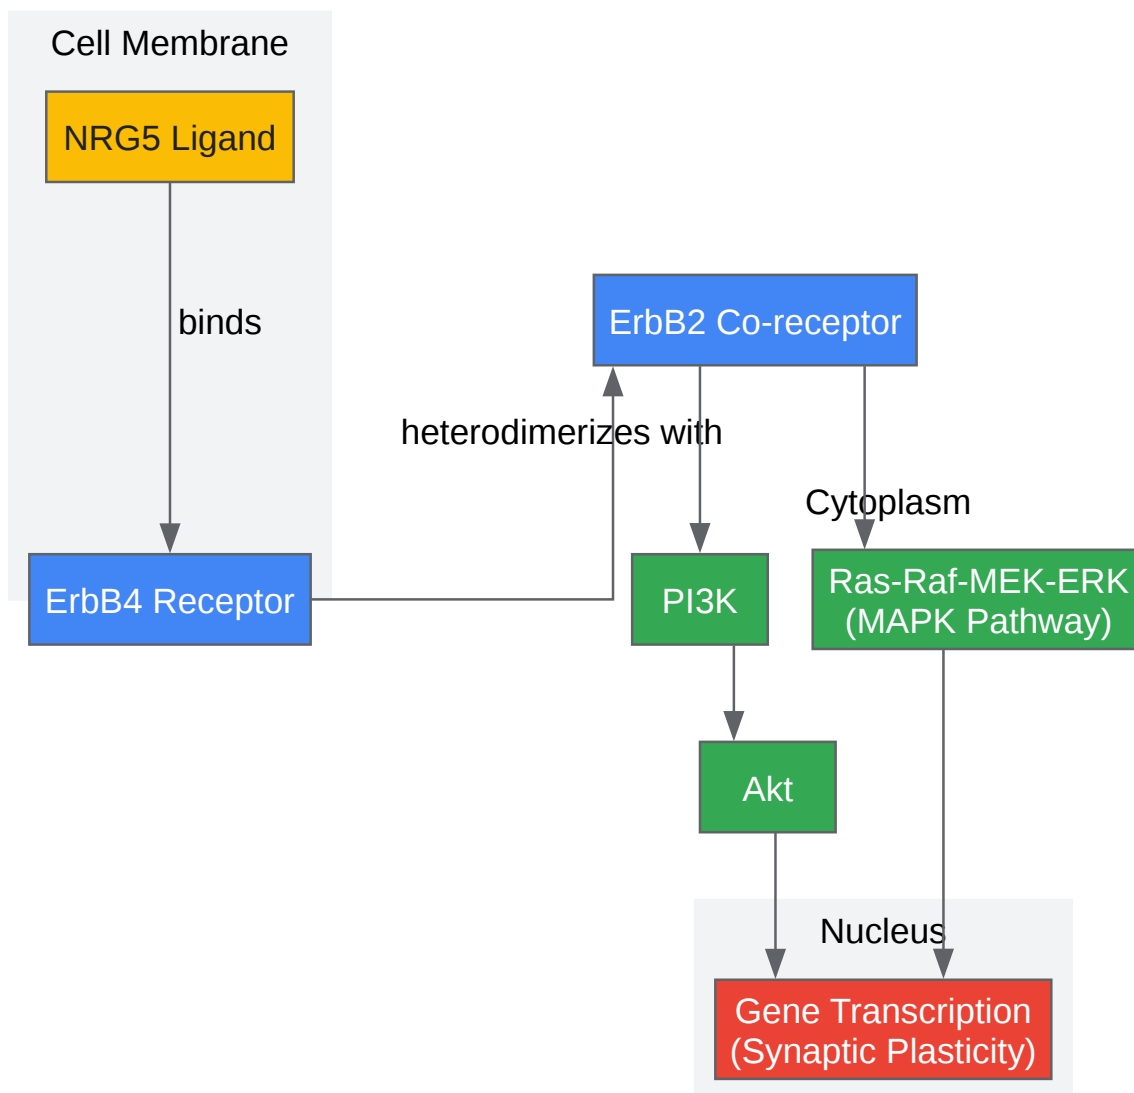 Cell Membrane
NRG5 Ligand
binds
ErbB2 Co-receptor
heterodimerizes with
Cytoplasm
ErbB4 Receptor
PI3K
Ras-Raf-MEK-ERK
(MAPK Pathway)
Akt
Nucleus
Gene Transcription
(Synaptic Plasticity)